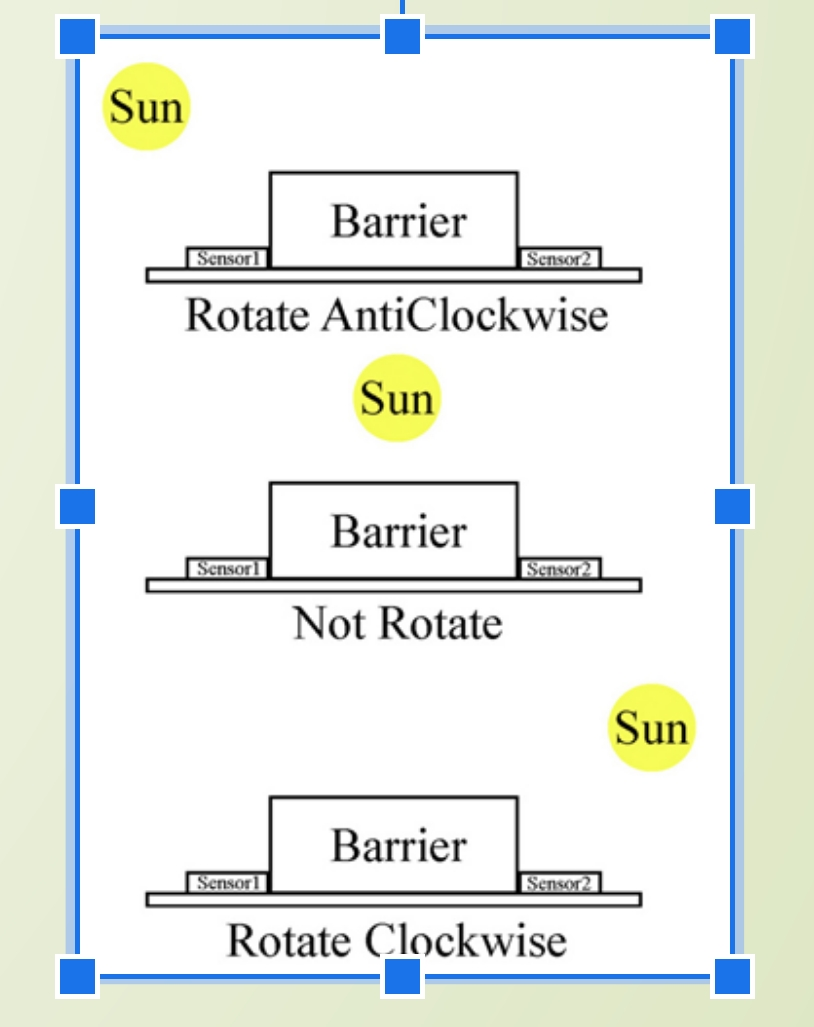 Sun
Barrier
Sensor1 Sensor2
Rotate AntiClockwise
Sun
Barrier
Sensor1 Sensor2
Not Rotate
Sun
Barrier
Sensor1 Sensor2
Rotate Clockwise